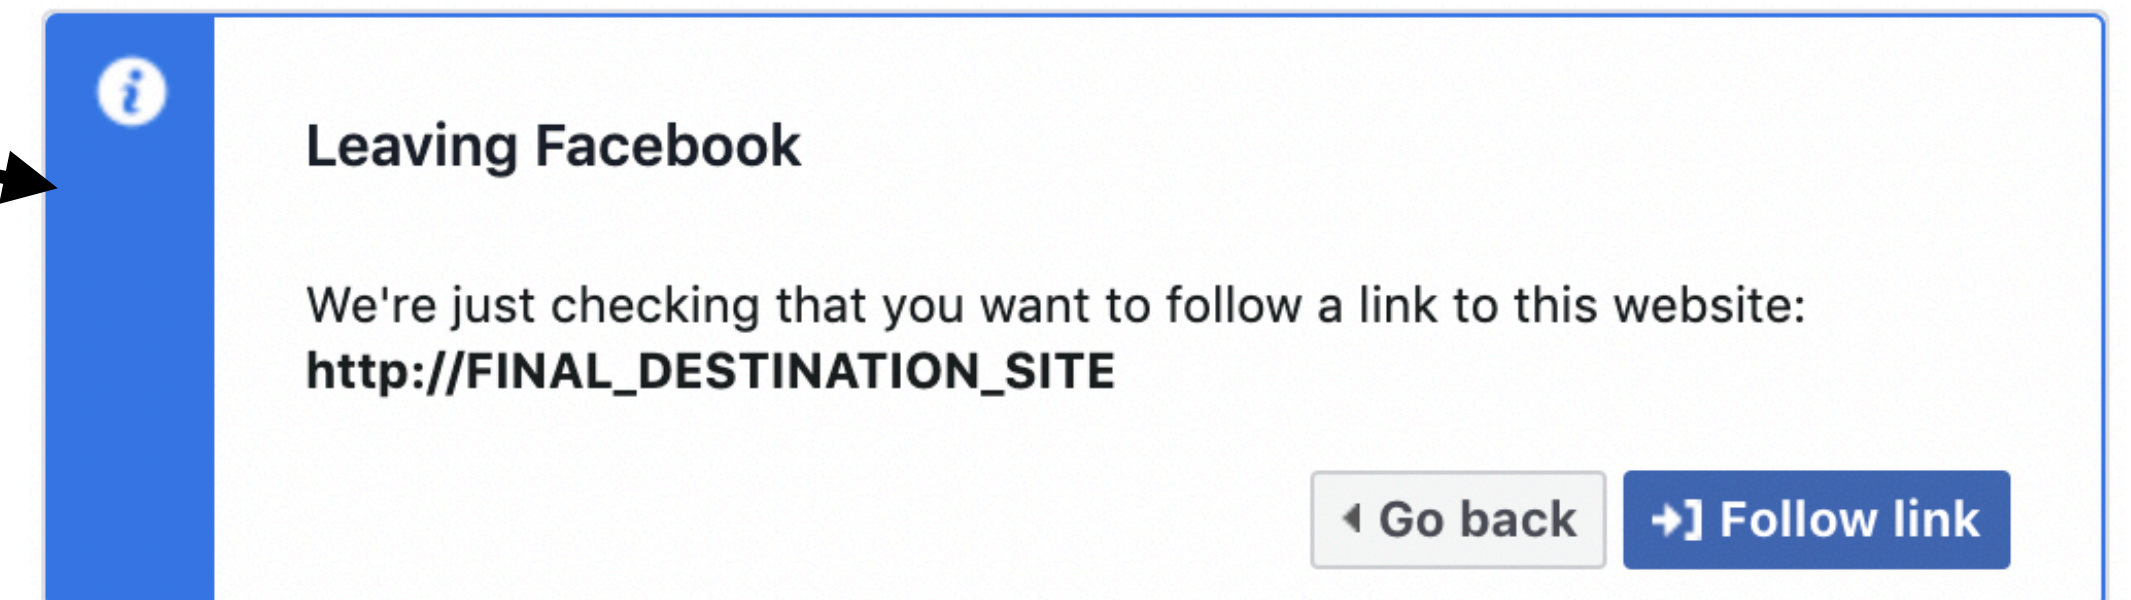 Leaving Facebook
We're just checking that you want to follow a link to this website:
http://FINAL_DESTINATION_SITE
Go back
Follow link